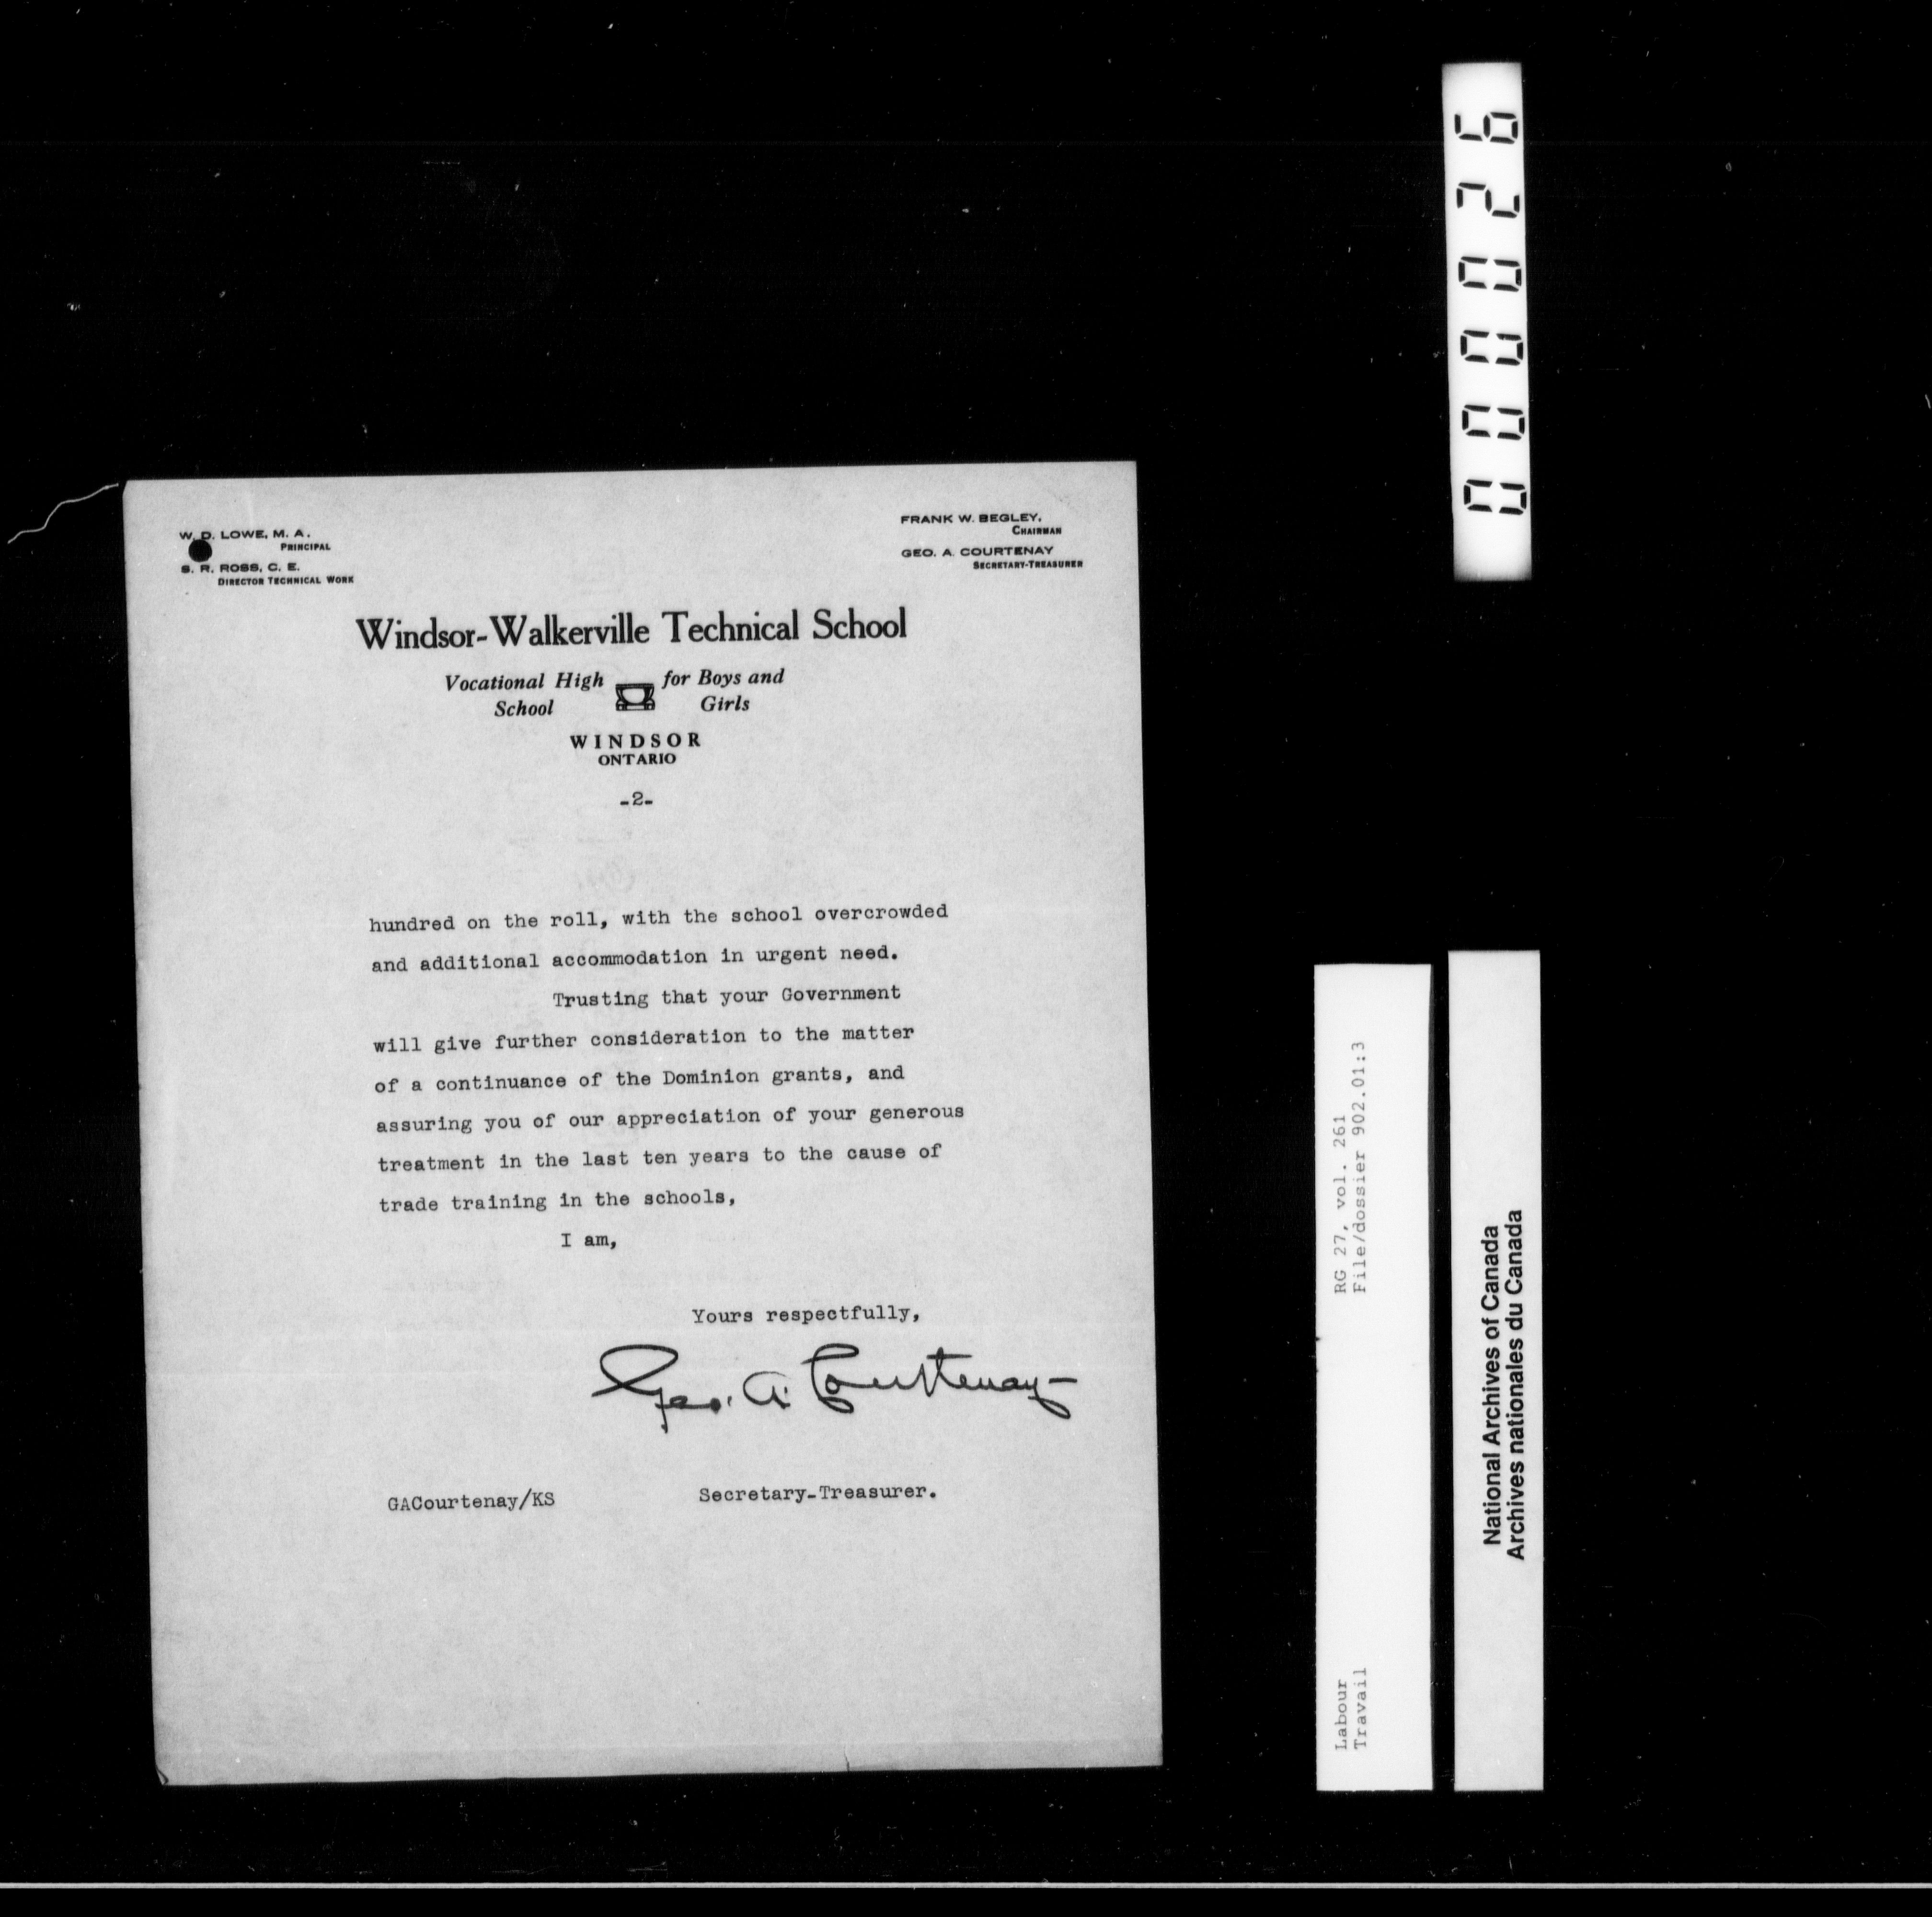 W. D. LOWE, M. A.
PRINCIPAL
S. R. ROSS, C. E.
DIRECTOR TECHNICAL WORK
FRANK W. BEGLEY,
CHAIRMAN
GEO. A. COURTENAY
SECRETARY-TREASURER
Windsor-Walkerville Technical School
Vocational High for Boys and
School Girls
WINDSOR
ONTARIO
-2-
hundred on the roll, with the school overcrowded
and additional accommodation in urgent need.
Trusting that your Government
will give further consideration to the matter
of a continuance of the Dominion grants, and
assuring you of our appreciation of your generous
treatment in the last ten years to the cause of
trade training in the schools,
I am,
Yours respectfully,
Geo. A. Courtenay
GACourtenay/KS Secretary-Treasurer.
000026
RG 27, vol. 261
File/dossier 902.01:3
Labour
Travail
National Archives of Canada
Archives nationales du Canada